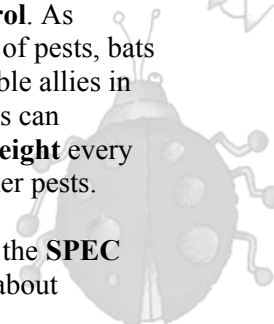 rol. As
of pests, bats
ble allies in
s can
eight every
er pests.
the SPEC
about